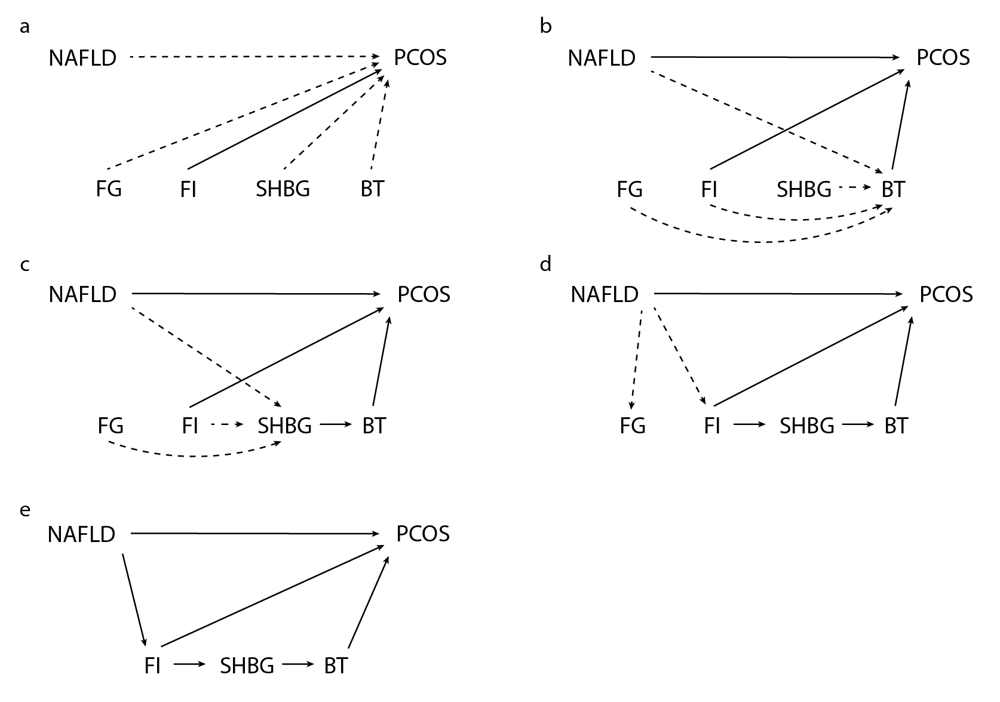 a
NAFLD PCOS
FG FI SHBG BT
b
NAFLD PCOS
FG FI SHBG BT
c
NAFLD PCOS
FG FI SHBG BT
d
NAFLD PCOS
FG FI SHBG BT
e
NAFLD PCOS
FI SHBG BT